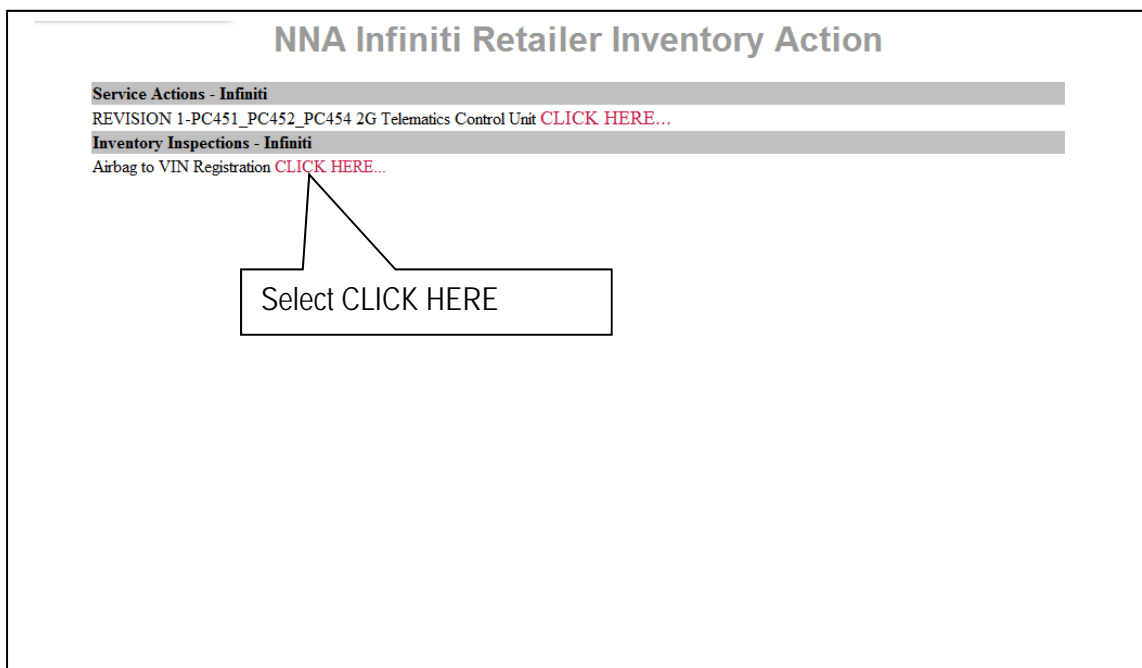 NNA Infiniti Retailer Inventory Action
Service Actions - Infiniti
REVISION 1-PC451_PC452_PC454 2G Telematics Control Unit CLICK HERE...
Inventory Inspections - Infiniti
Airbag to VIN Registration CLICK HERE...
Select CLICK HERE